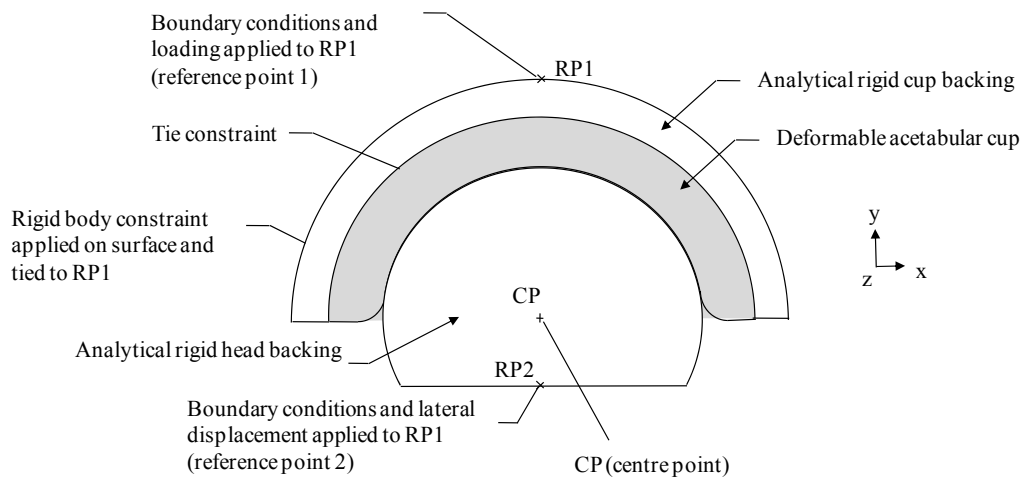 Boundary conditions and
loading applied to RP1
(reference point 1)
RP1
Analytical rigid cup backing
Tie constraint
Deformable acetabular cup
Rigid body constraint
applied on surface and
tied to RP1
y
x
z
CP
Analytical rigid head backing
RP2
Boundary conditions and lateral
displacement applied to RP1
(reference point 2)
CP (centre point)